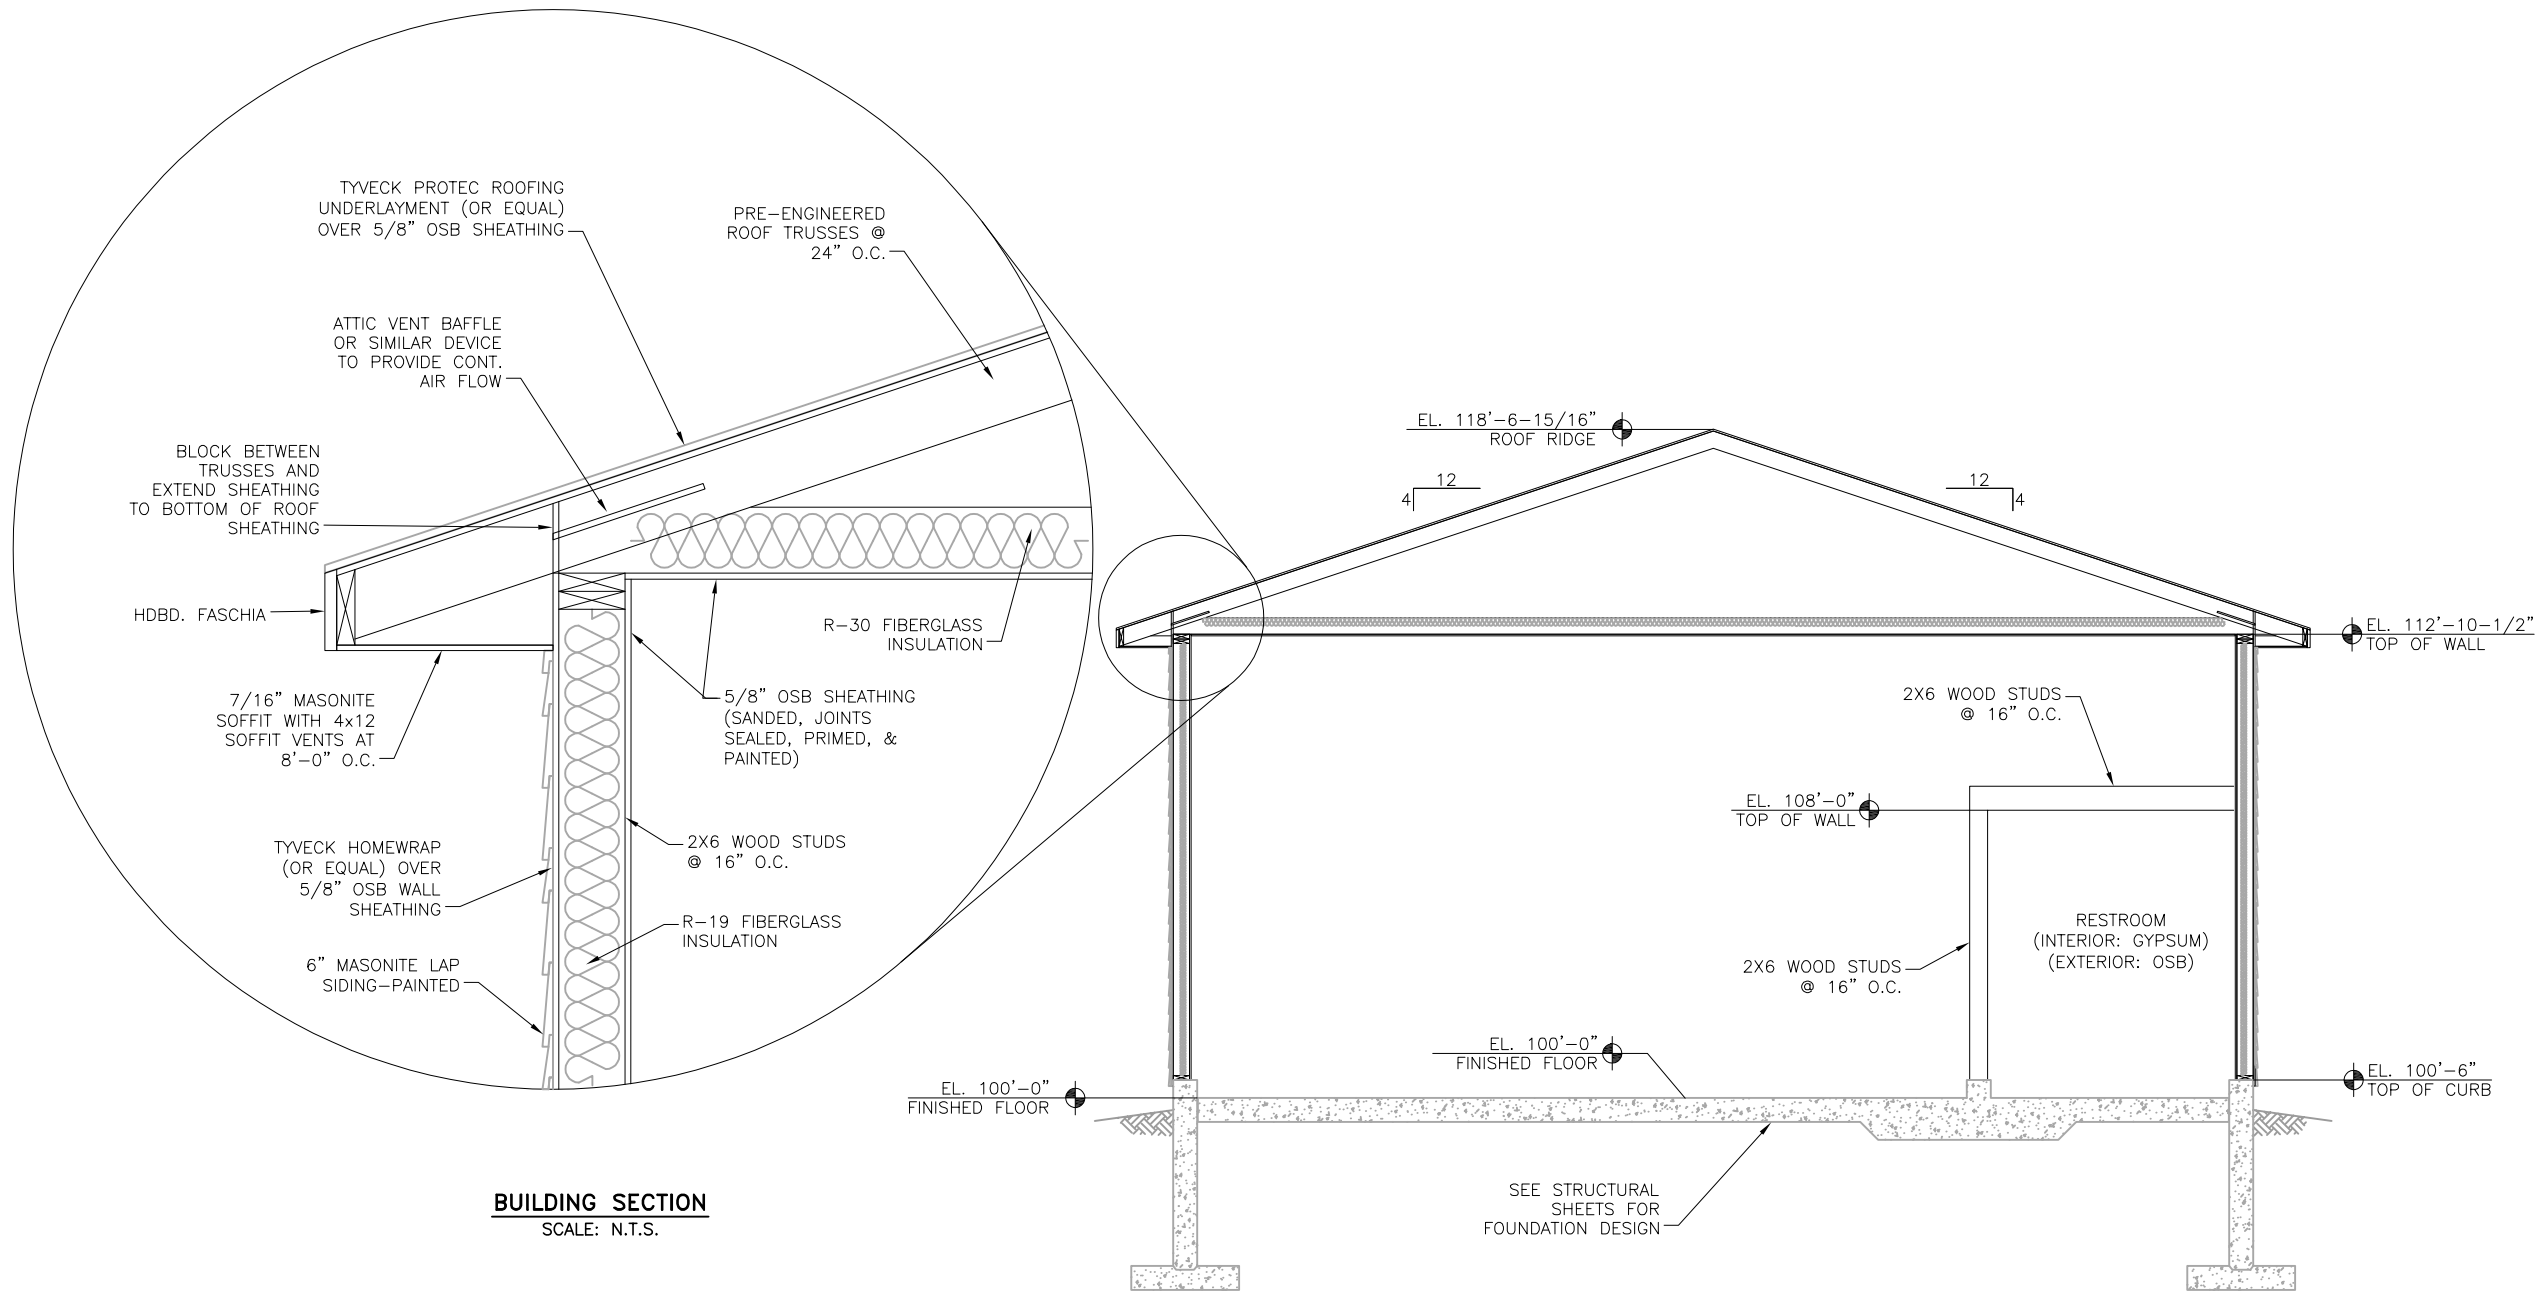 TYVECK PROTEC ROOFING
UNDERLAYMENT (OR EQUAL)
OVER 5/8" OSB SHEATHING
PRE-ENGINEERED
ROOF TRUSSES @
24" O.C.
ATTIC VENT BAFFLE
OR SIMILAR DEVICE
TO PROVIDE CONT.
AIR FLOW
BLOCK BETWEEN
TRUSSES AND
EXTEND SHEATHING
TO BOTTOM OF ROOF
SHEATHING
HDBD. FASCHIA
R-30 FIBERGLASS
INSULATION
7/16" MASONITE
SOFFIT WITH 4x12
SOFFIT VENTS AT
8'-0" O.C.
5/8" OSB SHEATHING
(SANDED, JOINTS
SEALED, PRIMED, &
PAINTED)
TYVECK HOMEWRAP
(OR EQUAL) OVER
5/8" OSB WALL
SHEATHING
2X6 WOOD STUDS
@ 16" O.C.
R-19 FIBERGLASS
INSULATION
6" MASONITE LAP
SIDING-PAINTED
EL. 118'-6-15/16"
ROOF RIDGE
12
4
12
4
EL. 112'-10-1/2"
TOP OF WALL
2X6 WOOD STUDS
@ 16" O.C.
EL. 108'-0"
TOP OF WALL
RESTROOM
(INTERIOR: GYPSUM)
(EXTERIOR: OSB)
2X6 WOOD STUDS
@ 16" O.C.
EL. 100'-0"
FINISHED FLOOR
EL. 100'-0"
FINISHED FLOOR
EL. 100'-6"
TOP OF CURB
SEE STRUCTURAL
SHEETS FOR
FOUNDATION DESIGN
BUILDING SECTION
SCALE: N.T.S.